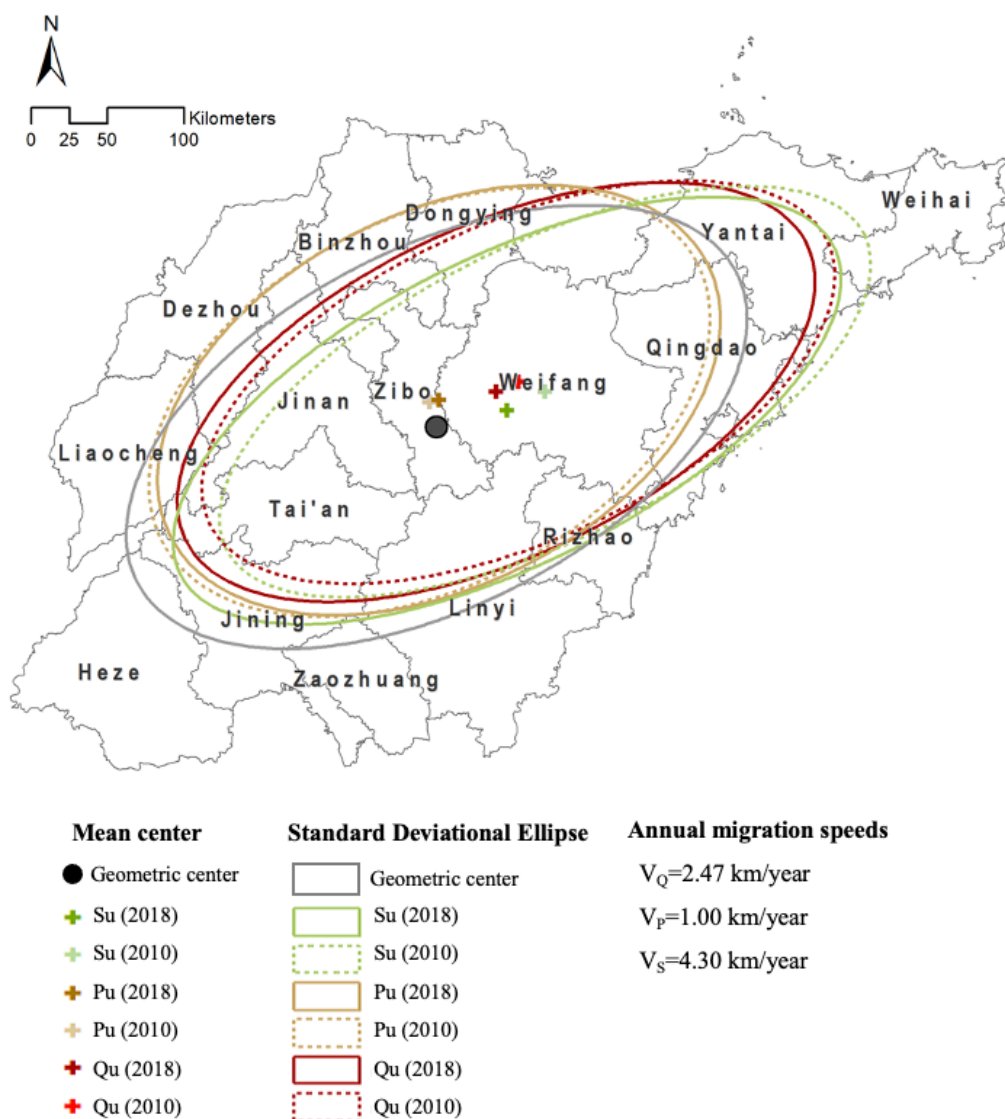 N
Kilometers
0 25 50 100
Weihai
Dongying
Yantai
Binzhou
Dezhou
Qingdao
Zibo
Weifang
Jinan
Liaocheng
Tai'an
Rizhao
Linyi
Jining
Heze
Zaozhuang
Mean center
Geometric center
Su (2018)
Su (2010)
Pu (2018)
Pu (2010)
Qu (2018)
Qu (2010)
Standard Deviational Ellipse
Geometric center
Su (2018)
Su (2010)
Pu (2018)
Pu (2010)
Qu (2018)
Qu (2010)
Annual migration speeds
V_Q=2.47 km/year
V_P=1.00 km/year
V_S=4.30 km/year